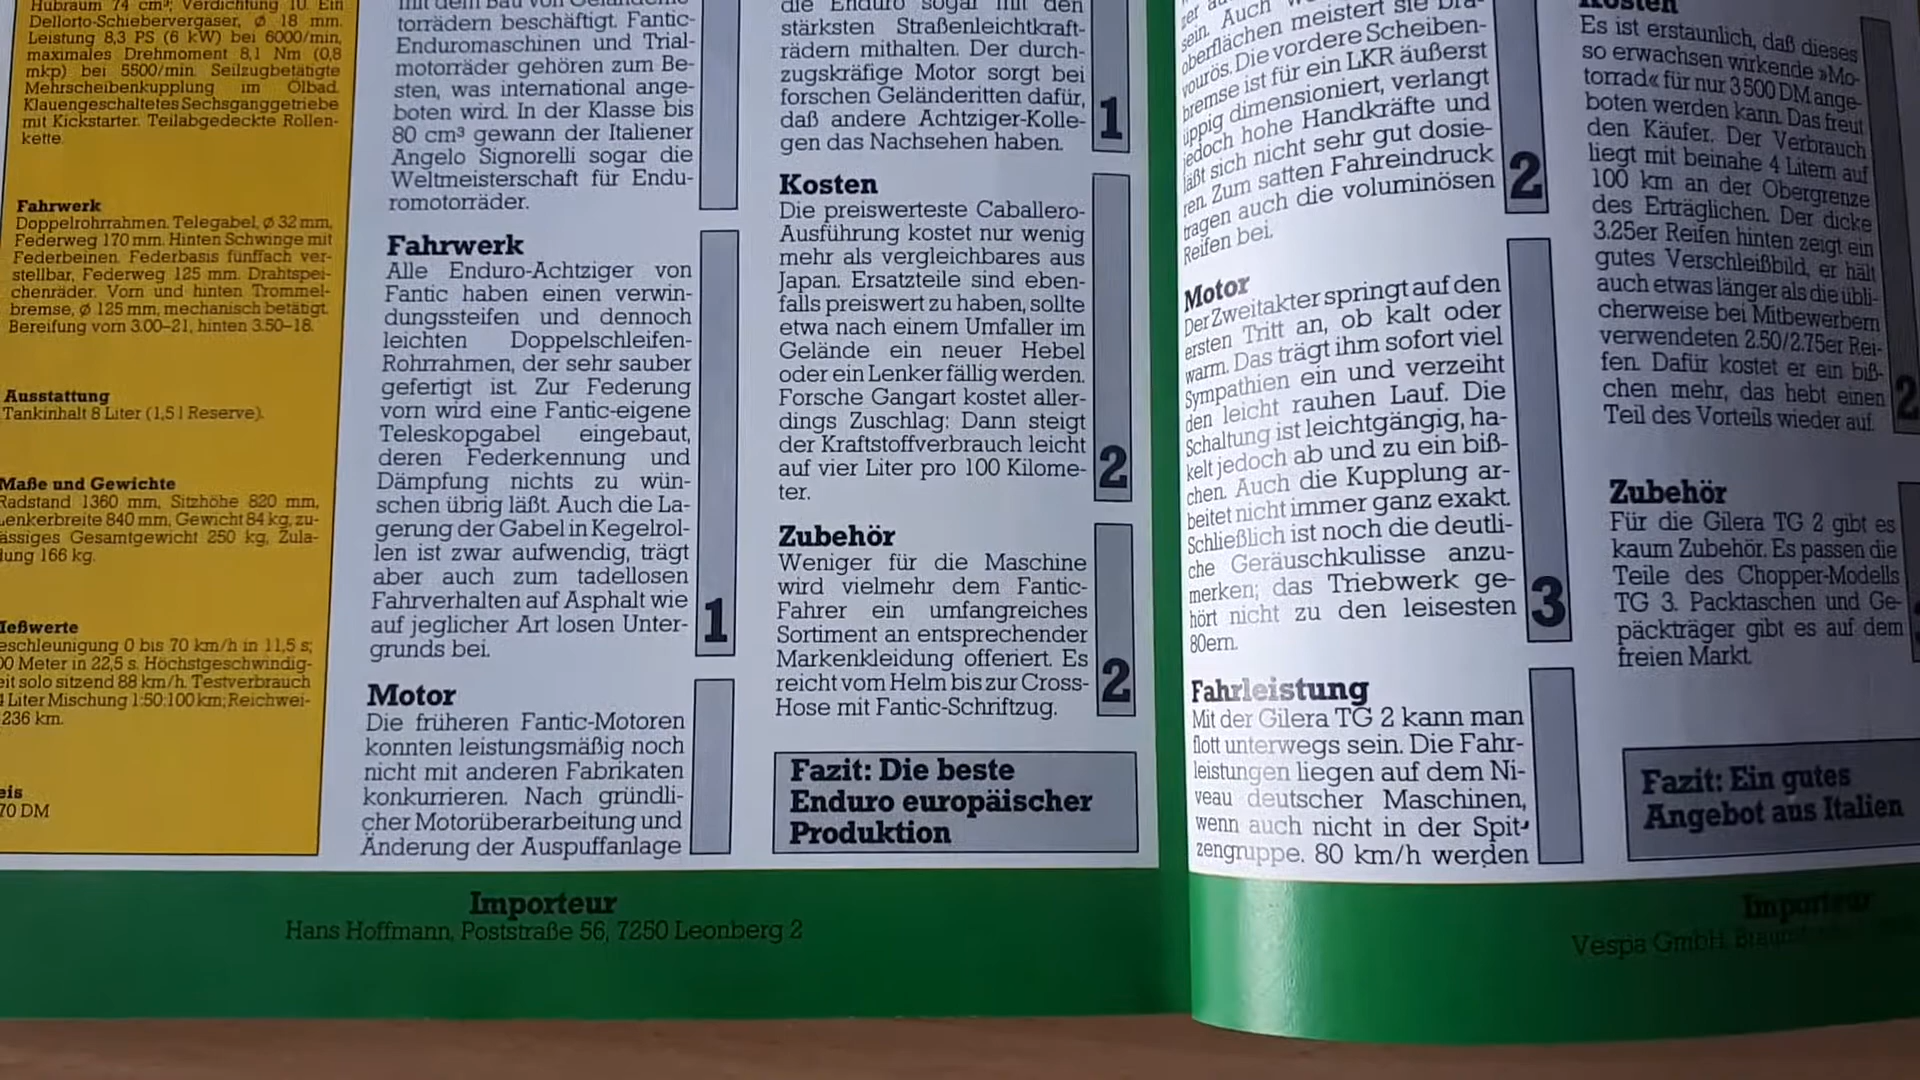 Hubraum 74 cm³; Verdichtung 10. Ein
Dellorto-Schiebervergaser, ø 18 mm.
Leistung 8,3 PS (6 kW) bei 6000/min,
maximales Drehmoment 8,1 Nm (0,8
mkp) bei 5500/min. Seilzugbetätigte
Mehrscheibenkupplung im Ölbad.
Klauengeschaltetes Sechsganggetriebe
mit Kickstarter. Teilabgedeckte Rollen-
kette.
Fahrwerk
Doppelrohrrahmen. Telegabel, ø 32 mm,
Federweg 170 mm. Hinten Schwinge mit
Federbeinen. Federbasis fünffach ver-
stellbar, Federweg 125 mm. Drahtspei-
chenräder. Vorn und hinten Trommel-
bremse, ø 125 mm, mechanisch betätigt.
Bereifung vorn 3.00–21, hinten 3.50–18.
Ausstattung
Tankinhalt 8 Liter (1,5 l Reserve).
Maße und Gewichte
Radstand 1360 mm, Sitzhöhe 820 mm,
Lenkerbreite 840 mm, Gewicht 84 kg, zu-
ässiges Gesamtgewicht 250 kg, Zula-
dung 166 kg.
Meßwerte
eschleunigung 0 bis 70 km/h in 11,5 s;
00 Meter in 22,5 s. Höchstgeschwindig-
eit solo sitzend 88 km/h. Testverbrauch
Liter Mischung 1:50:100 km; Reichwei-
236 km.
eis
70 DM
mit dem Bau von Geländemo-
torrädern beschäftigt. Fantic-
Enduromaschinen und Trial-
motorräder gehören zum Be-
sten, was international ange-
boten wird. In der Klasse bis
80 cm³ gewann der Italiener
Angelo Signorelli sogar die
Weltmeisterschaft für Endu-
romotorräder.
Fahrwerk
Alle Enduro-Achtziger von
Fantic haben einen verwin-
dungssteifen und dennoch
leichten Doppelschleifen-
Rohrrahmen, der sehr sauber
gefertigt ist. Zur Federung
vorn wird eine Fantic-eigene
Teleskopgabel eingebaut,
deren Federkennung und
Dämpfung nichts zu wün-
schen übrig läßt. Auch die La-
gerung der Gabel in Kegelrol-
len ist zwar aufwendig, trägt
aber auch zum tadellosen
Fahrverhalten auf Asphalt wie
auf jeglicher Art losen Unter-
grunds bei.
1
Motor
Die früheren Fantic-Motoren
konnten leistungsmäßig noch
nicht mit anderen Fabrikaten
konkurrieren. Nach gründli-
cher Motorüberarbeitung und
Änderung der Auspuffanlage
die Enduro sogar mit den
stärksten Straßenleichtkraft-
rädern mithalten. Der durch-
zugskräfige Motor sorgt bei
forschen Geländeritten dafür,
daß andere Achtziger-Kolle-
gen das Nachsehen haben.
1
Kosten
Die preiswerteste Caballero-
Ausführung kostet nur wenig
mehr als vergleichbares aus
Japan. Ersatzteile sind eben-
falls preiswert zu haben, sollte
etwa nach einem Umfaller im
Gelände ein neuer Hebel
oder ein Lenker fällig werden.
Forsche Gangart kostet aller-
dings Zuschlag: Dann steigt
der Kraftstoffverbrauch leicht
auf vier Liter pro 100 Kilome-
ter.
2
Zubehör
Weniger für die Maschine
wird vielmehr dem Fantic-
Fahrer ein umfangreiches
Sortiment an entsprechender
Markenkleidung offeriert. Es
reicht vom Helm bis zur Cross-
Hose mit Fantic-Schriftzug.
2
Fazit: Die beste
Enduro europäischer
Produktion
Importeur
Hans Hoffmann, Poststraße 56, 7250 Leonberg 2
sein. Auch
oberflächen meistert sie bra-
vourös. Die vordere Scheiben-
bremse ist für ein LKR äußerst
üppig dimensioniert, verlangt
jedoch hohe Handkräfte und
läßt sich nicht sehr gut dosie-
ren. Zum satten Fahreindruck
tragen auch die voluminösen
Reifen bei.
2
Motor
Der Zweitakter springt auf den
ersten Tritt an, ob kalt oder
warm. Das trägt ihm sofort viel
Sympathien ein und verzeiht
den leicht rauhen Lauf. Die
Schaltung ist leichtgängig, ha-
kelt jedoch ab und zu ein biß-
chen. Auch die Kupplung ar-
beitet nicht immer ganz exakt.
Schließlich ist noch die deutli-
che Geräuschkulisse anzu-
merken; das Triebwerk ge-
hört nicht zu den leisesten
80ern.
3
Fahrleistung
Mit der Gilera TG 2 kann man
flott unterwegs sein. Die Fahr-
leistungen liegen auf dem Ni-
veau deutscher Maschinen,
wenn auch nicht in der Spit-
zengruppe. 80 km/h werden
Kosten
Es ist erstaunlich, daß dieses
so erwachsen wirkende »Mo-
torrad« für nur 3500 DM ange-
boten werden kann. Das freut
den Käufer. Der Verbrauch
liegt mit beinahe 4 Litern auf
100 km an der Obergrenze
des Erträglichen. Der dicke
3.25er Reifen hinten zeigt ein
gutes Verschleißbild, er hält
auch etwas länger als die übli-
cherweise bei Mitbewerbern
verwendeten 2.50/2.75er Rei-
fen. Dafür kostet er ein biß-
chen mehr, das hebt einen
Teil des Vorteils wieder auf.
2
Zubehör
Für die Gilera TG 2 gibt es
kaum Zubehör. Es passen die
Teile des Chopper-Modells
TG 3. Packtaschen und Ge-
päckträger gibt es auf dem
freien Markt.
Fazit: Ein gutes
Angebot aus Italien
Importeur
Vespa GmbH,